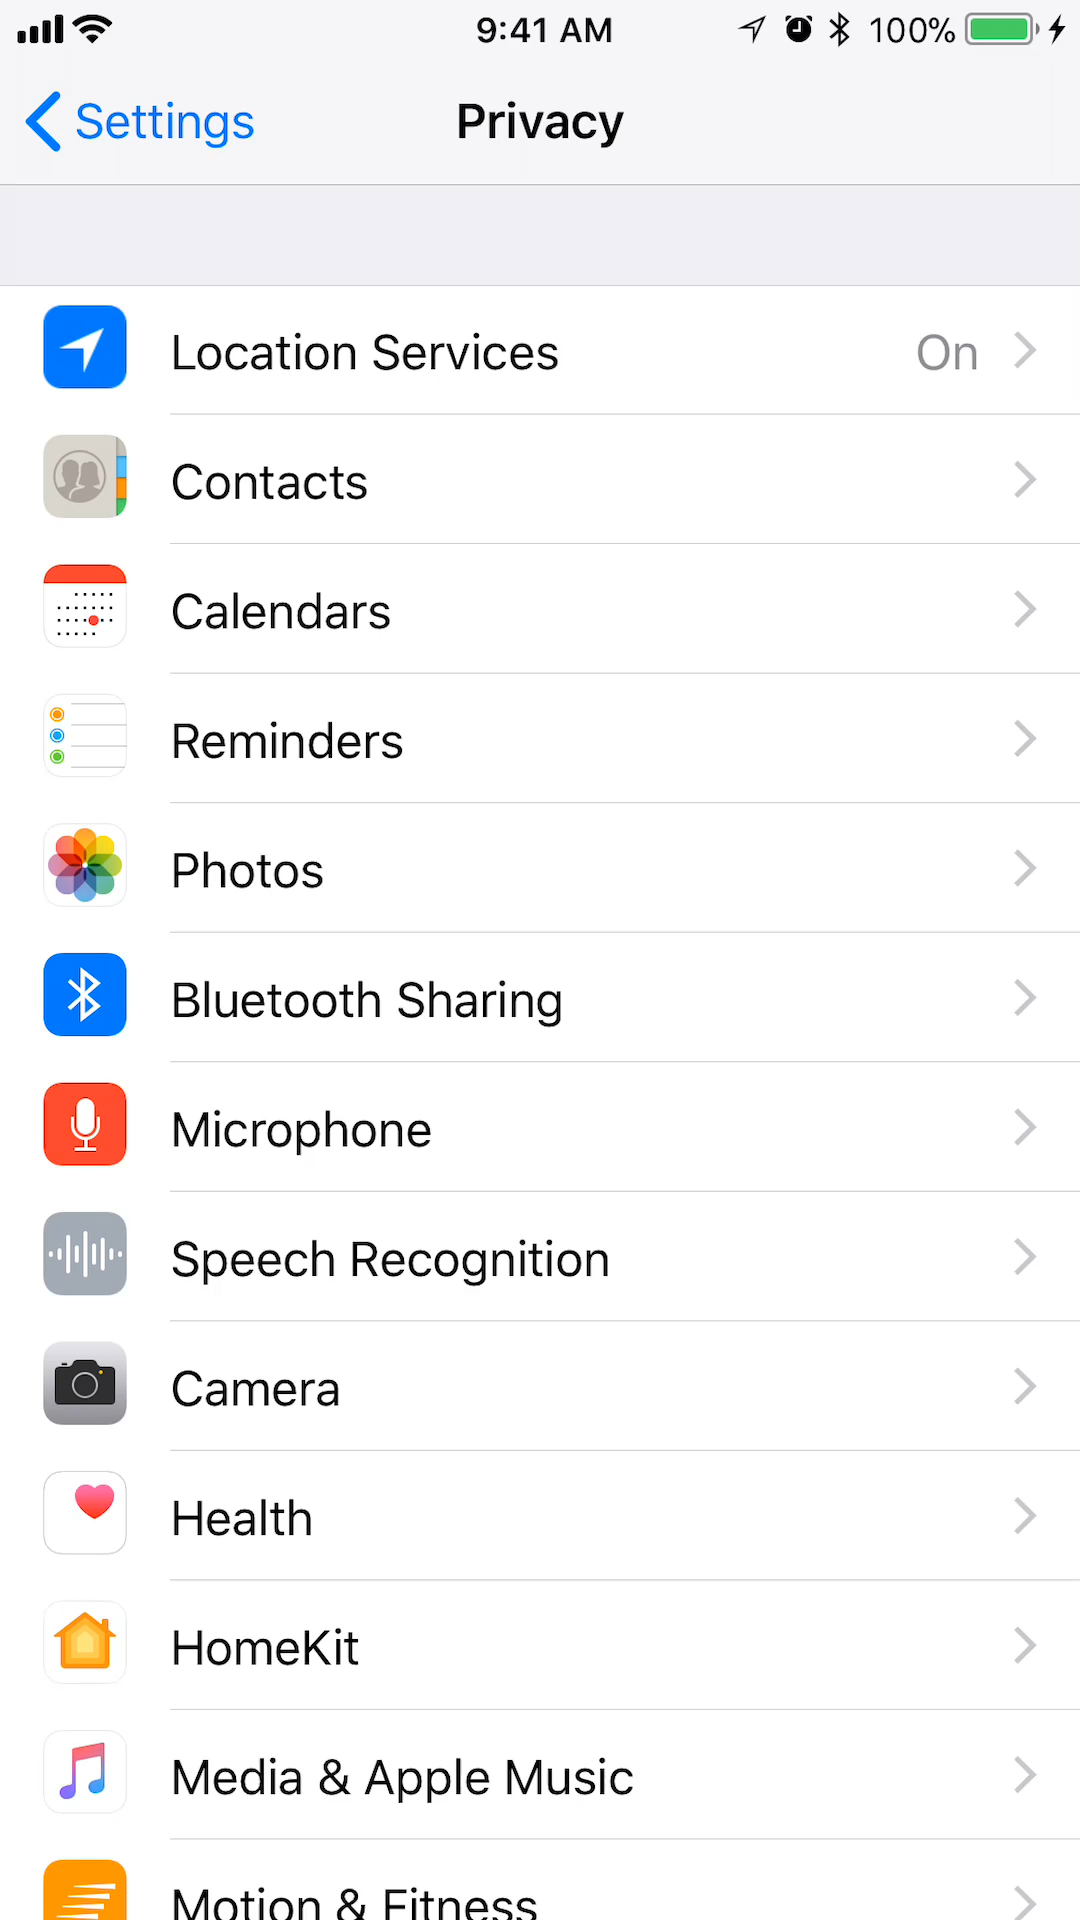 9:41 AM 100%
Settings Privacy
Location Services On
Contacts
Calendars
Reminders
Photos
Bluetooth Sharing
Microphone
Speech Recognition
Camera
Health
HomeKit
Media & Apple Music
Motion & Fitness